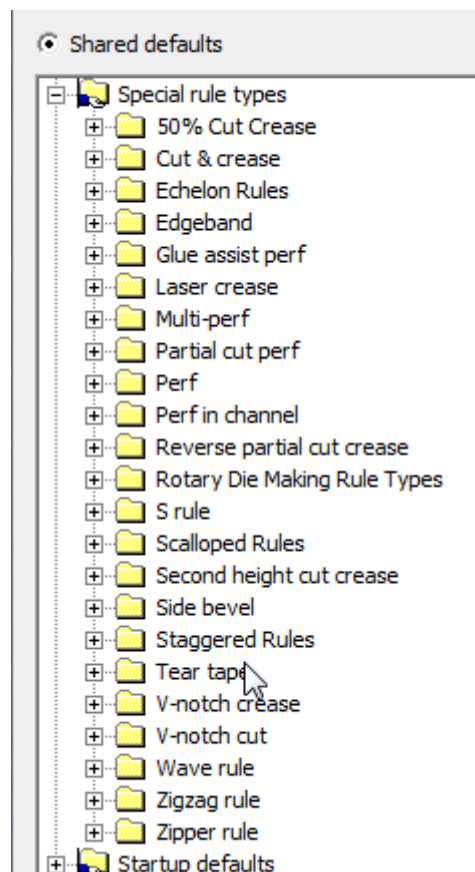 Shared defaults
Special rule types
50% Cut Crease
Cut & crease
Echelon Rules
Edgeband
Glue assist perf
Laser crease
Multi-perf
Partial cut perf
Perf
Perf in channel
Reverse partial cut crease
Rotary Die Making Rule Types
S rule
Scalloped Rules
Second height cut crease
Side bevel
Staggered Rules
Tear tape
V-notch crease
V-notch cut
Wave rule
Zigzag rule
Zipper rule
Startup defaults